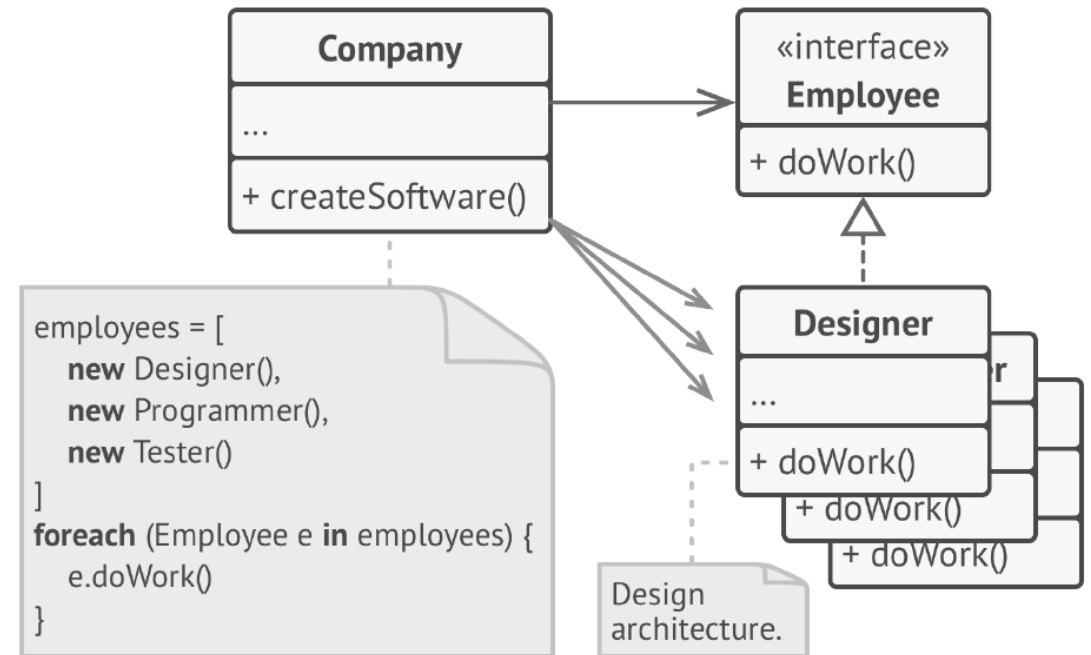 Company
...
+ createSoftware()
«interface»
Employee
+ doWork()
employees = [
new Designer(),
new Programmer(),
new Tester()
]
foreach (Employee e in employees) {
e.doWork()
}
Designer
...
+ doWork()
r
+ doWork()
+ doWork()
Design
architecture.